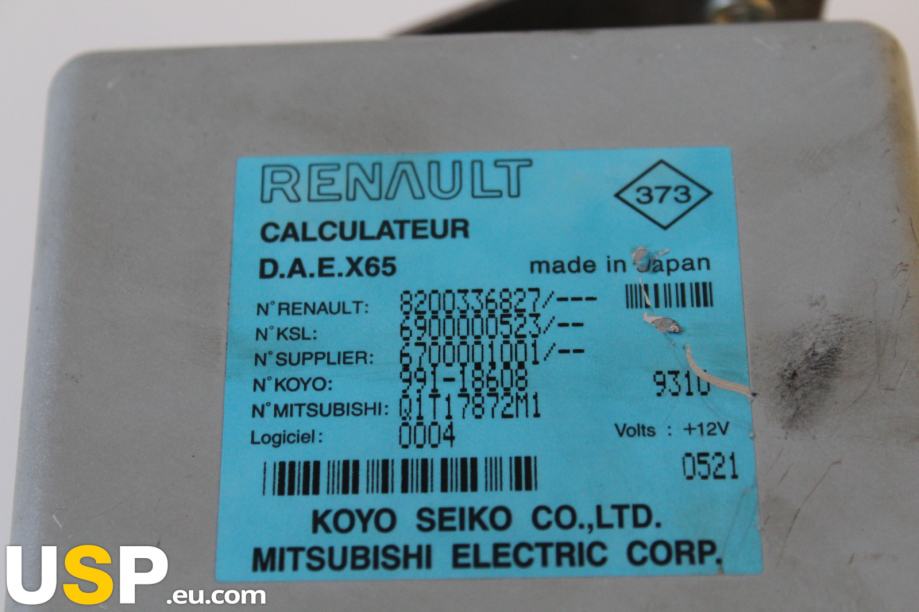 RENAULT
373
CALCULATEUR
D.A.E.X65 made in Japan
N° RENAULT: 8200336827/---
N° KSL: 6900000523/--
N° SUPPLIER: 6700001001/--
N° KOYO: 991-18608 9310
N° MITSUBISHI: Q1T17872M1
Logiciel: 0004 Volts : +12V
0521
KOYO SEIKO CO.,LTD.
MITSUBISHI ELECTRIC CORP.
USP.eu.com